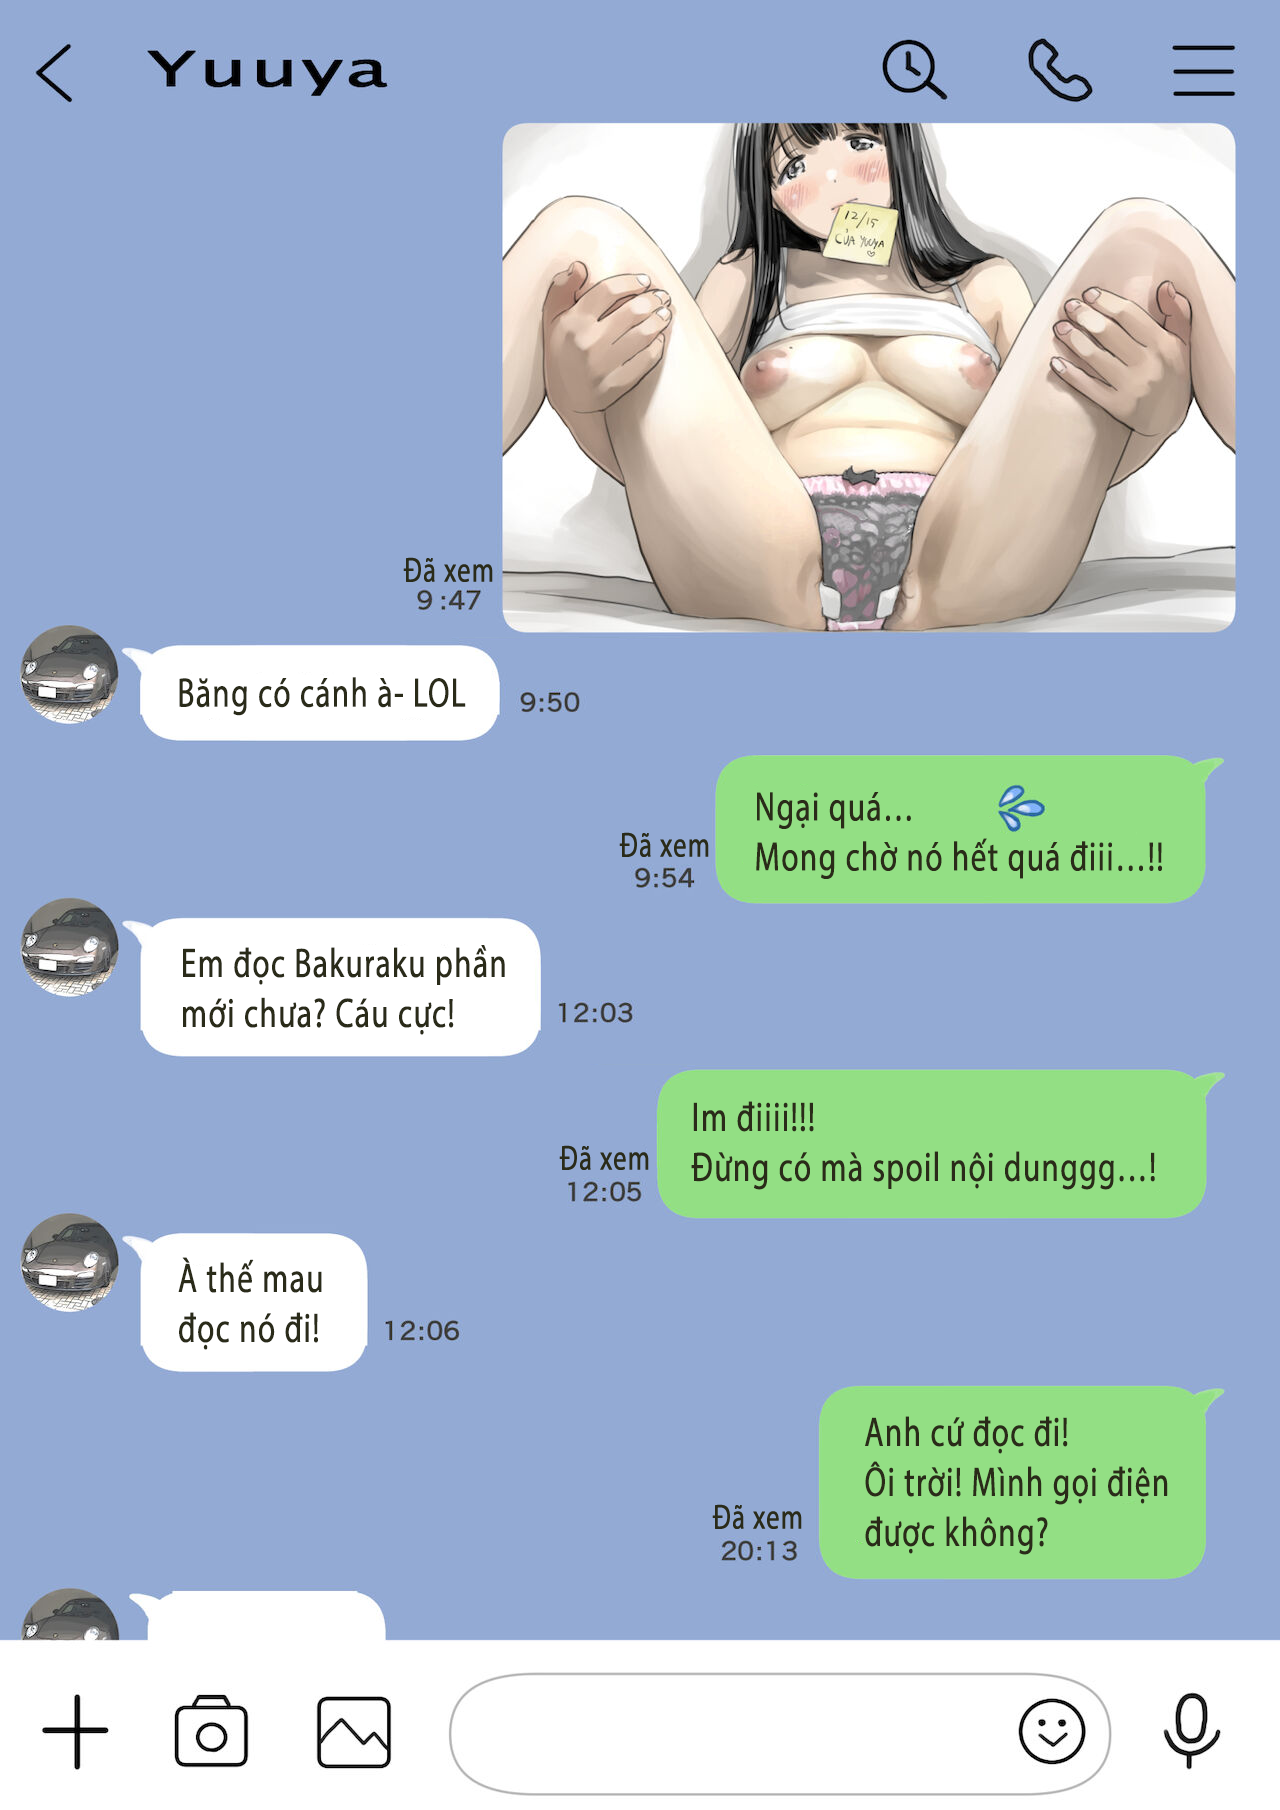 Yuuya
12/15
CỦA YUUYA
Đã xem
9:47
Băng có cánh à- LOL
9:50
Ngại quá...
Mong chờ nó hết quá điii...!!
Đã xem
9:54
Em đọc Bakuraku phần
mới chưa? Cáu cực!
12:03
Im điiii!!!
Đừng có mà spoil nội dunggg...!
Đã xem
12:05
À thế mau
đọc nó đi!
12:06
Anh cứ đọc đi!
Ôi trời! Mình gọi điện
được không?
Đã xem
20:13